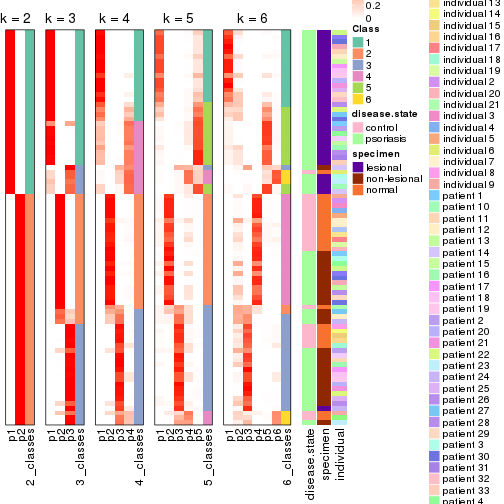 k = 2
k = 3
k = 4
k = 5
k = 6
p1
p2
2_classes
p1
p2
p3
3_classes
p1
p2
p3
p4
4_classes
p1
p2
p3
p4
p5
5_classes
p1
p2
p3
p4
p5
p6
6_classes
disease.state
specimen
individual
0.2
0
Class
1
2
3
4
5
6
disease.state
control
psoriasis
specimen
lesional
non-lesional
normal
individual 13
individual 14
individual 15
individual 16
individual 17
individual 18
individual 19
individual 2
individual 20
individual 21
individual 3
individual 4
individual 5
individual 6
individual 7
individual 8
individual 9
patient 1
patient 10
patient 11
patient 12
patient 13
patient 14
patient 15
patient 16
patient 17
patient 18
patient 19
patient 2
patient 20
patient 21
patient 22
patient 23
patient 24
patient 25
patient 26
patient 27
patient 28
patient 29
patient 3
patient 30
patient 31
patient 32
patient 33
patient 4